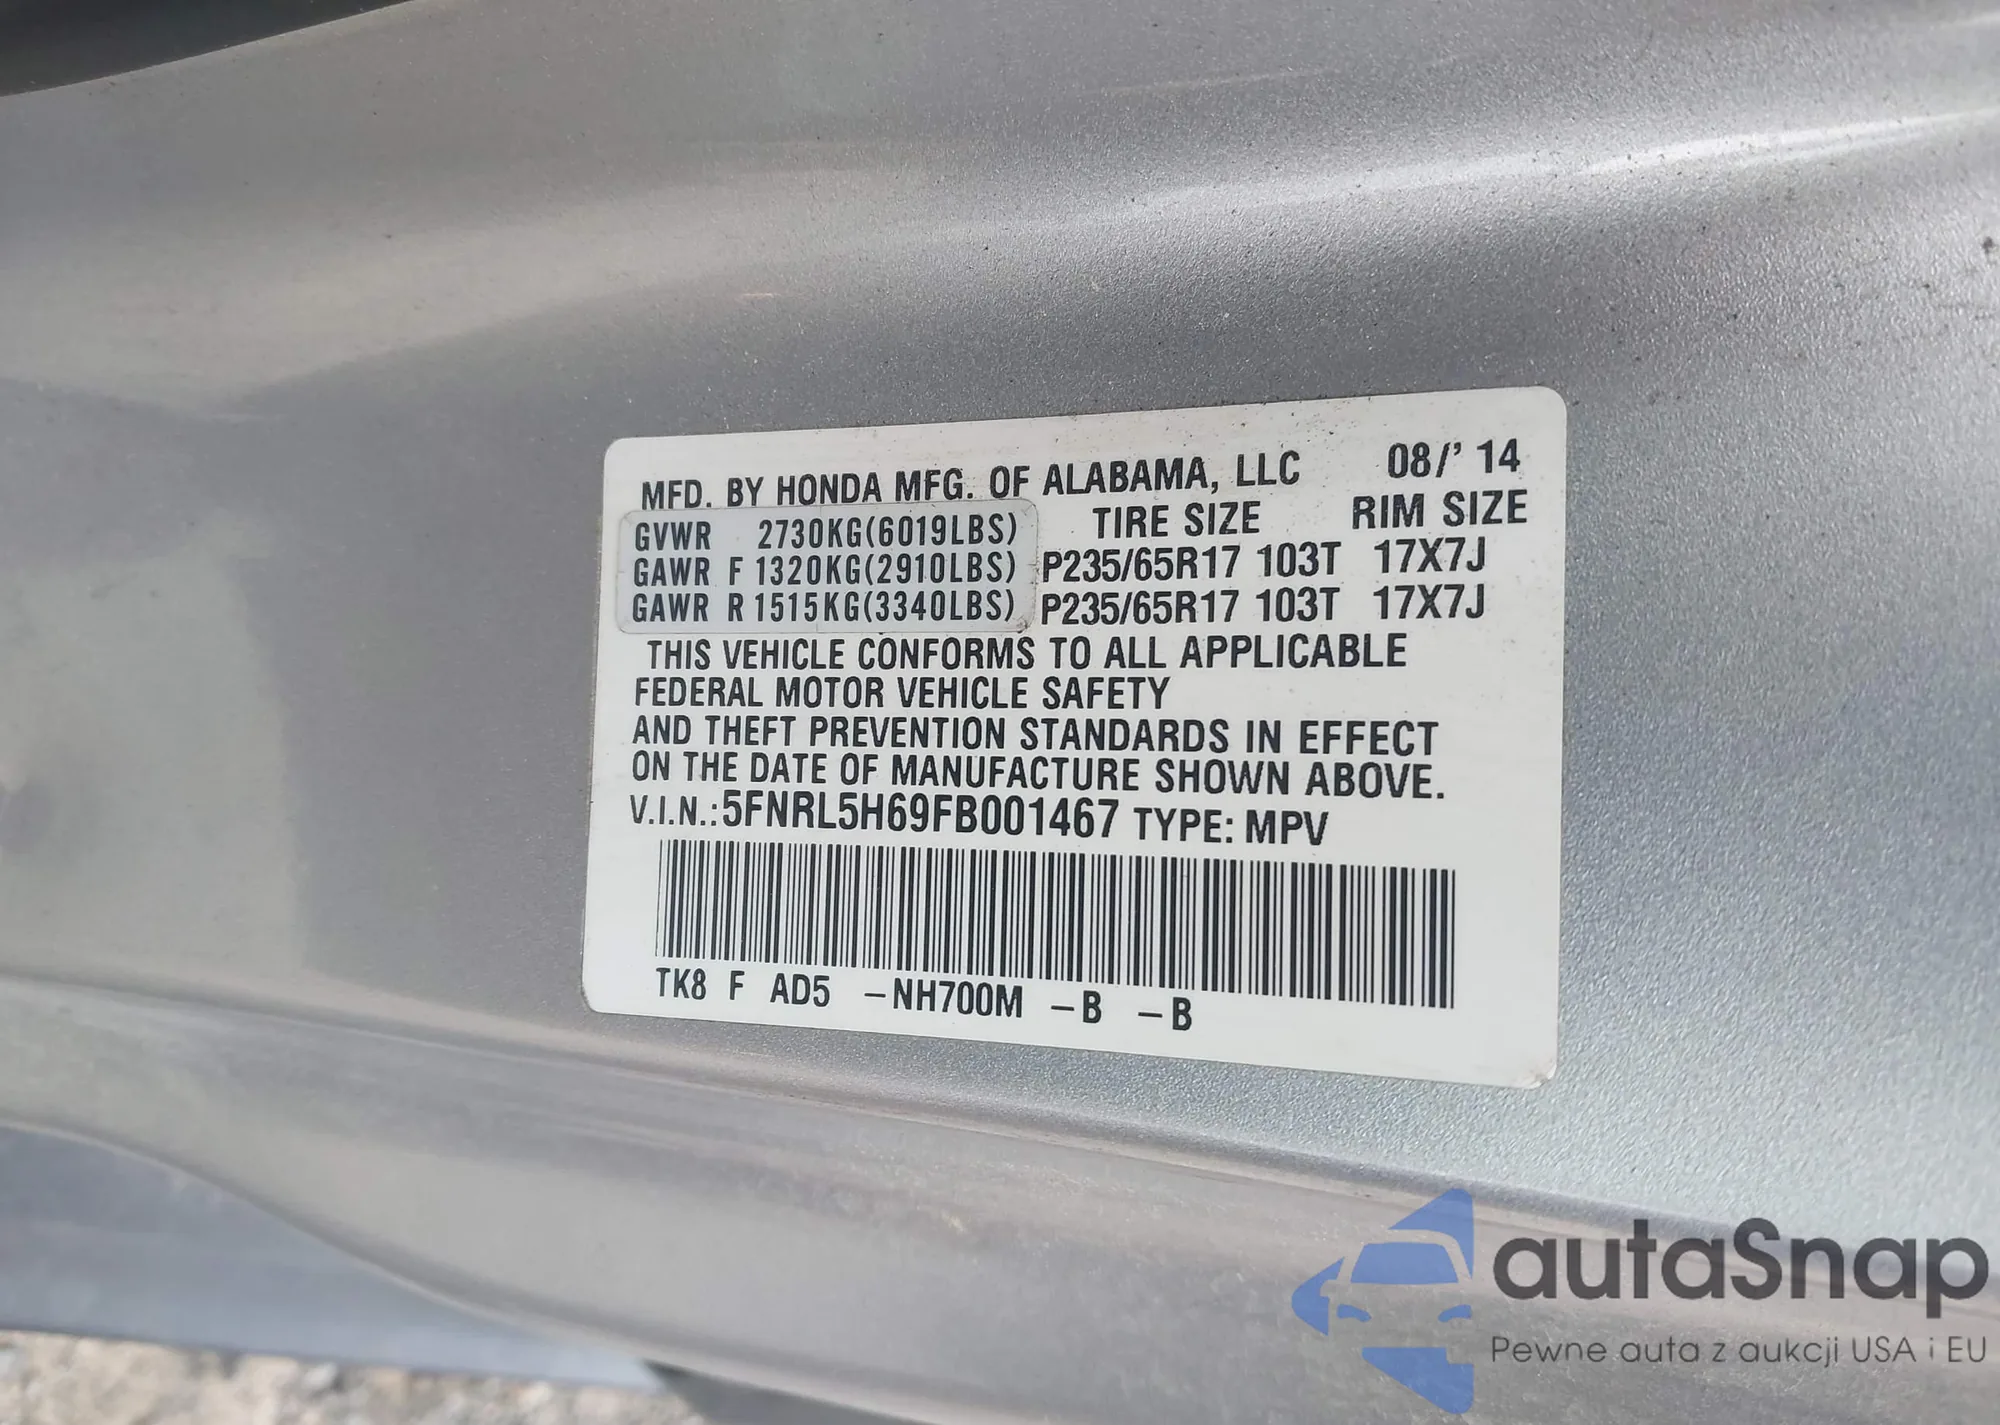 MFD. BY HONDA MFG. OF ALABAMA, LLC 08/' 14
GVWR 2730KG(6019LBS) TIRE SIZE RIM SIZE
GAWR F 1320KG(2910LBS) P235/65R17 103T 17X7J
GAWR R 1515KG(3340LBS) P235/65R17 103T 17X7J
THIS VEHICLE CONFORMS TO ALL APPLICABLE
FEDERAL MOTOR VEHICLE SAFETY
AND THEFT PREVENTION STANDARDS IN EFFECT
ON THE DATE OF MANUFACTURE SHOWN ABOVE.
V.I.N.:5FNRL5H69FB001467 TYPE: MPV
TK8 F AD5 -NH700M -B -B
autaSnap
Pewne auta z aukcji USA i EU